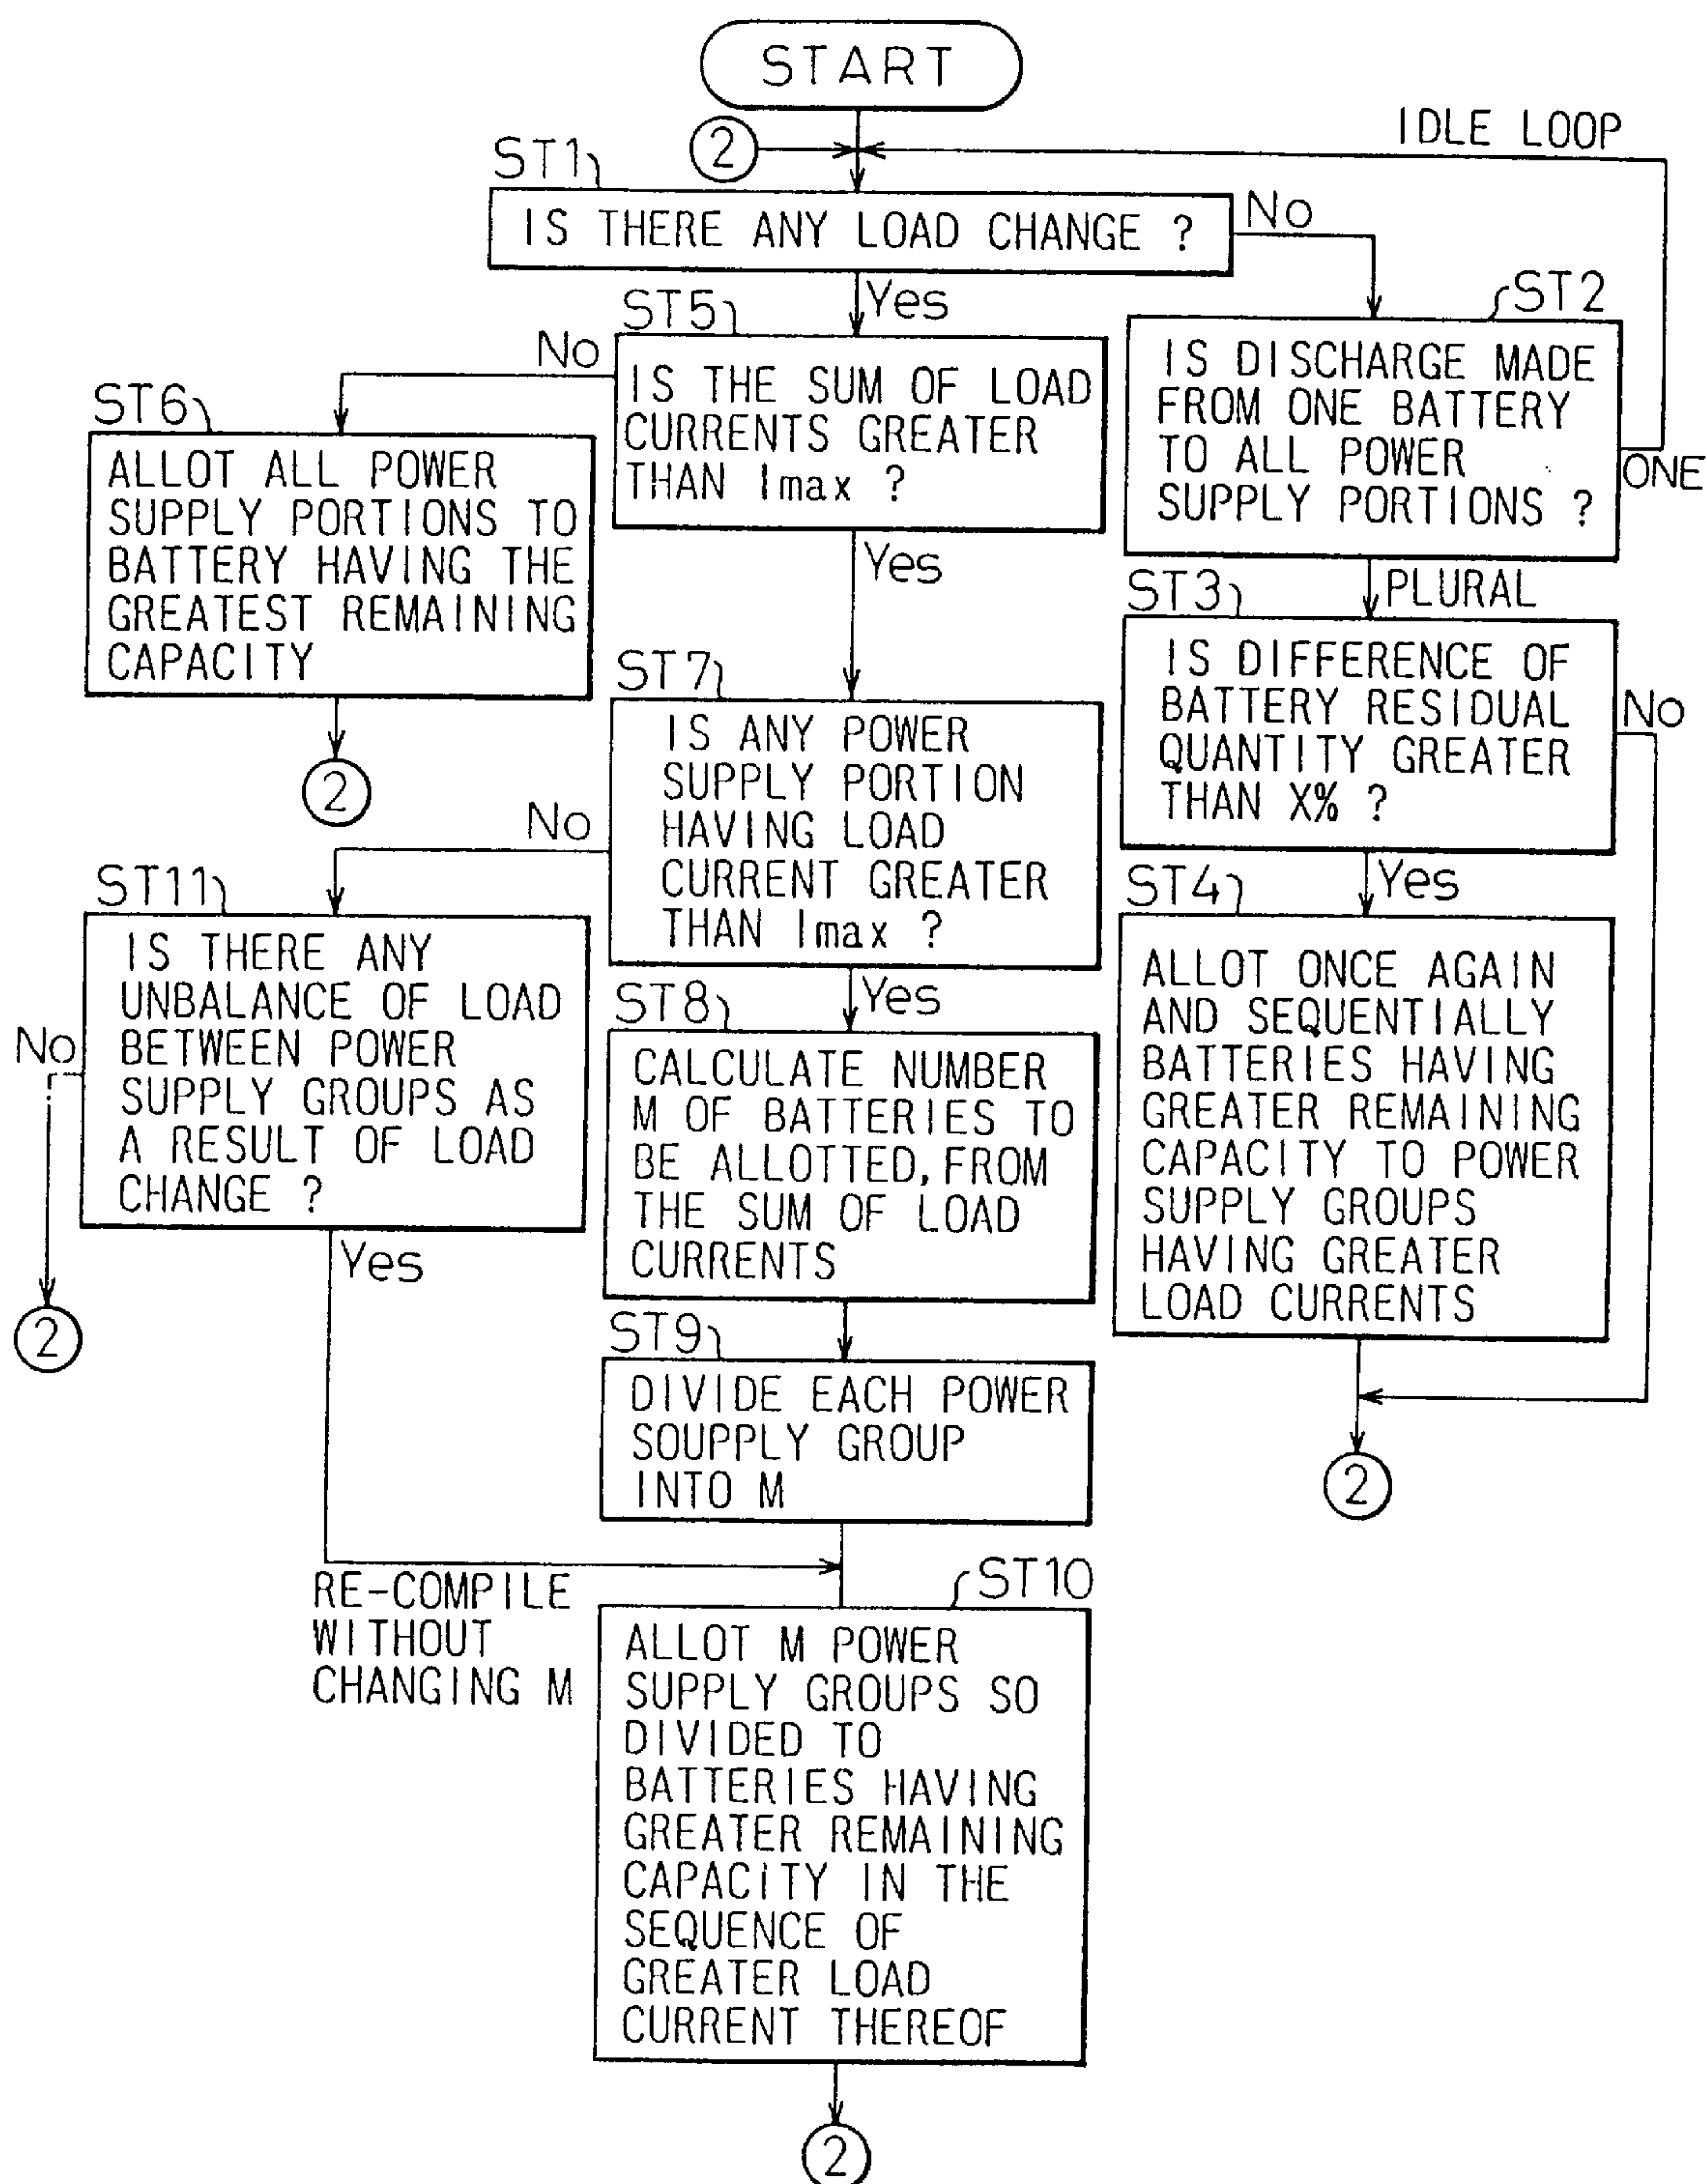 START
2
IDLE LOOP
ST1
IS THERE ANY LOAD CHANGE ?
No
Yes
ST2
IS DISCHARGE MADE
FROM ONE BATTERY
TO ALL POWER
SUPPLY PORTIONS ?
ONE
PLURAL
ST5
IS THE SUM OF LOAD
CURRENTS GREATER
THAN Imax ?
No
Yes
ST6
ALLOT ALL POWER
SUPPLY PORTIONS TO
BATTERY HAVING THE
GREATEST REMAINING
CAPACITY
2
ST3
IS DIFFERENCE OF
BATTERY RESIDUAL
QUANTITY GREATER
THAN X% ?
No
Yes
ST7
IS ANY POWER
SUPPLY PORTION
HAVING LOAD
CURRENT GREATER
THAN Imax ?
No
Yes
ST4
ALLOT ONCE AGAIN
AND SEQUENTIALLY
BATTERIES HAVING
GREATER REMAINING
CAPACITY TO POWER
SUPPLY GROUPS
HAVING GREATER
LOAD CURRENTS
2
ST11
IS THERE ANY
UNBALANCE OF LOAD
BETWEEN POWER
SUPPLY GROUPS AS
A RESULT OF LOAD
CHANGE ?
No
2
Yes
ST8
CALCULATE NUMBER
M OF BATTERIES TO
BE ALLOTTED, FROM
THE SUM OF LOAD
CURRENTS
ST9
DIVIDE EACH POWER
SOUPPLY GROUP
INTO M
RE-COMPILE
WITHOUT
CHANGING M
ST10
ALLOT M POWER
SUPPLY GROUPS SO
DIVIDED TO
BATTERIES HAVING
GREATER REMAINING
CAPACITY IN THE
SEQUENCE OF
GREATER LOAD
CURRENT THEREOF
2